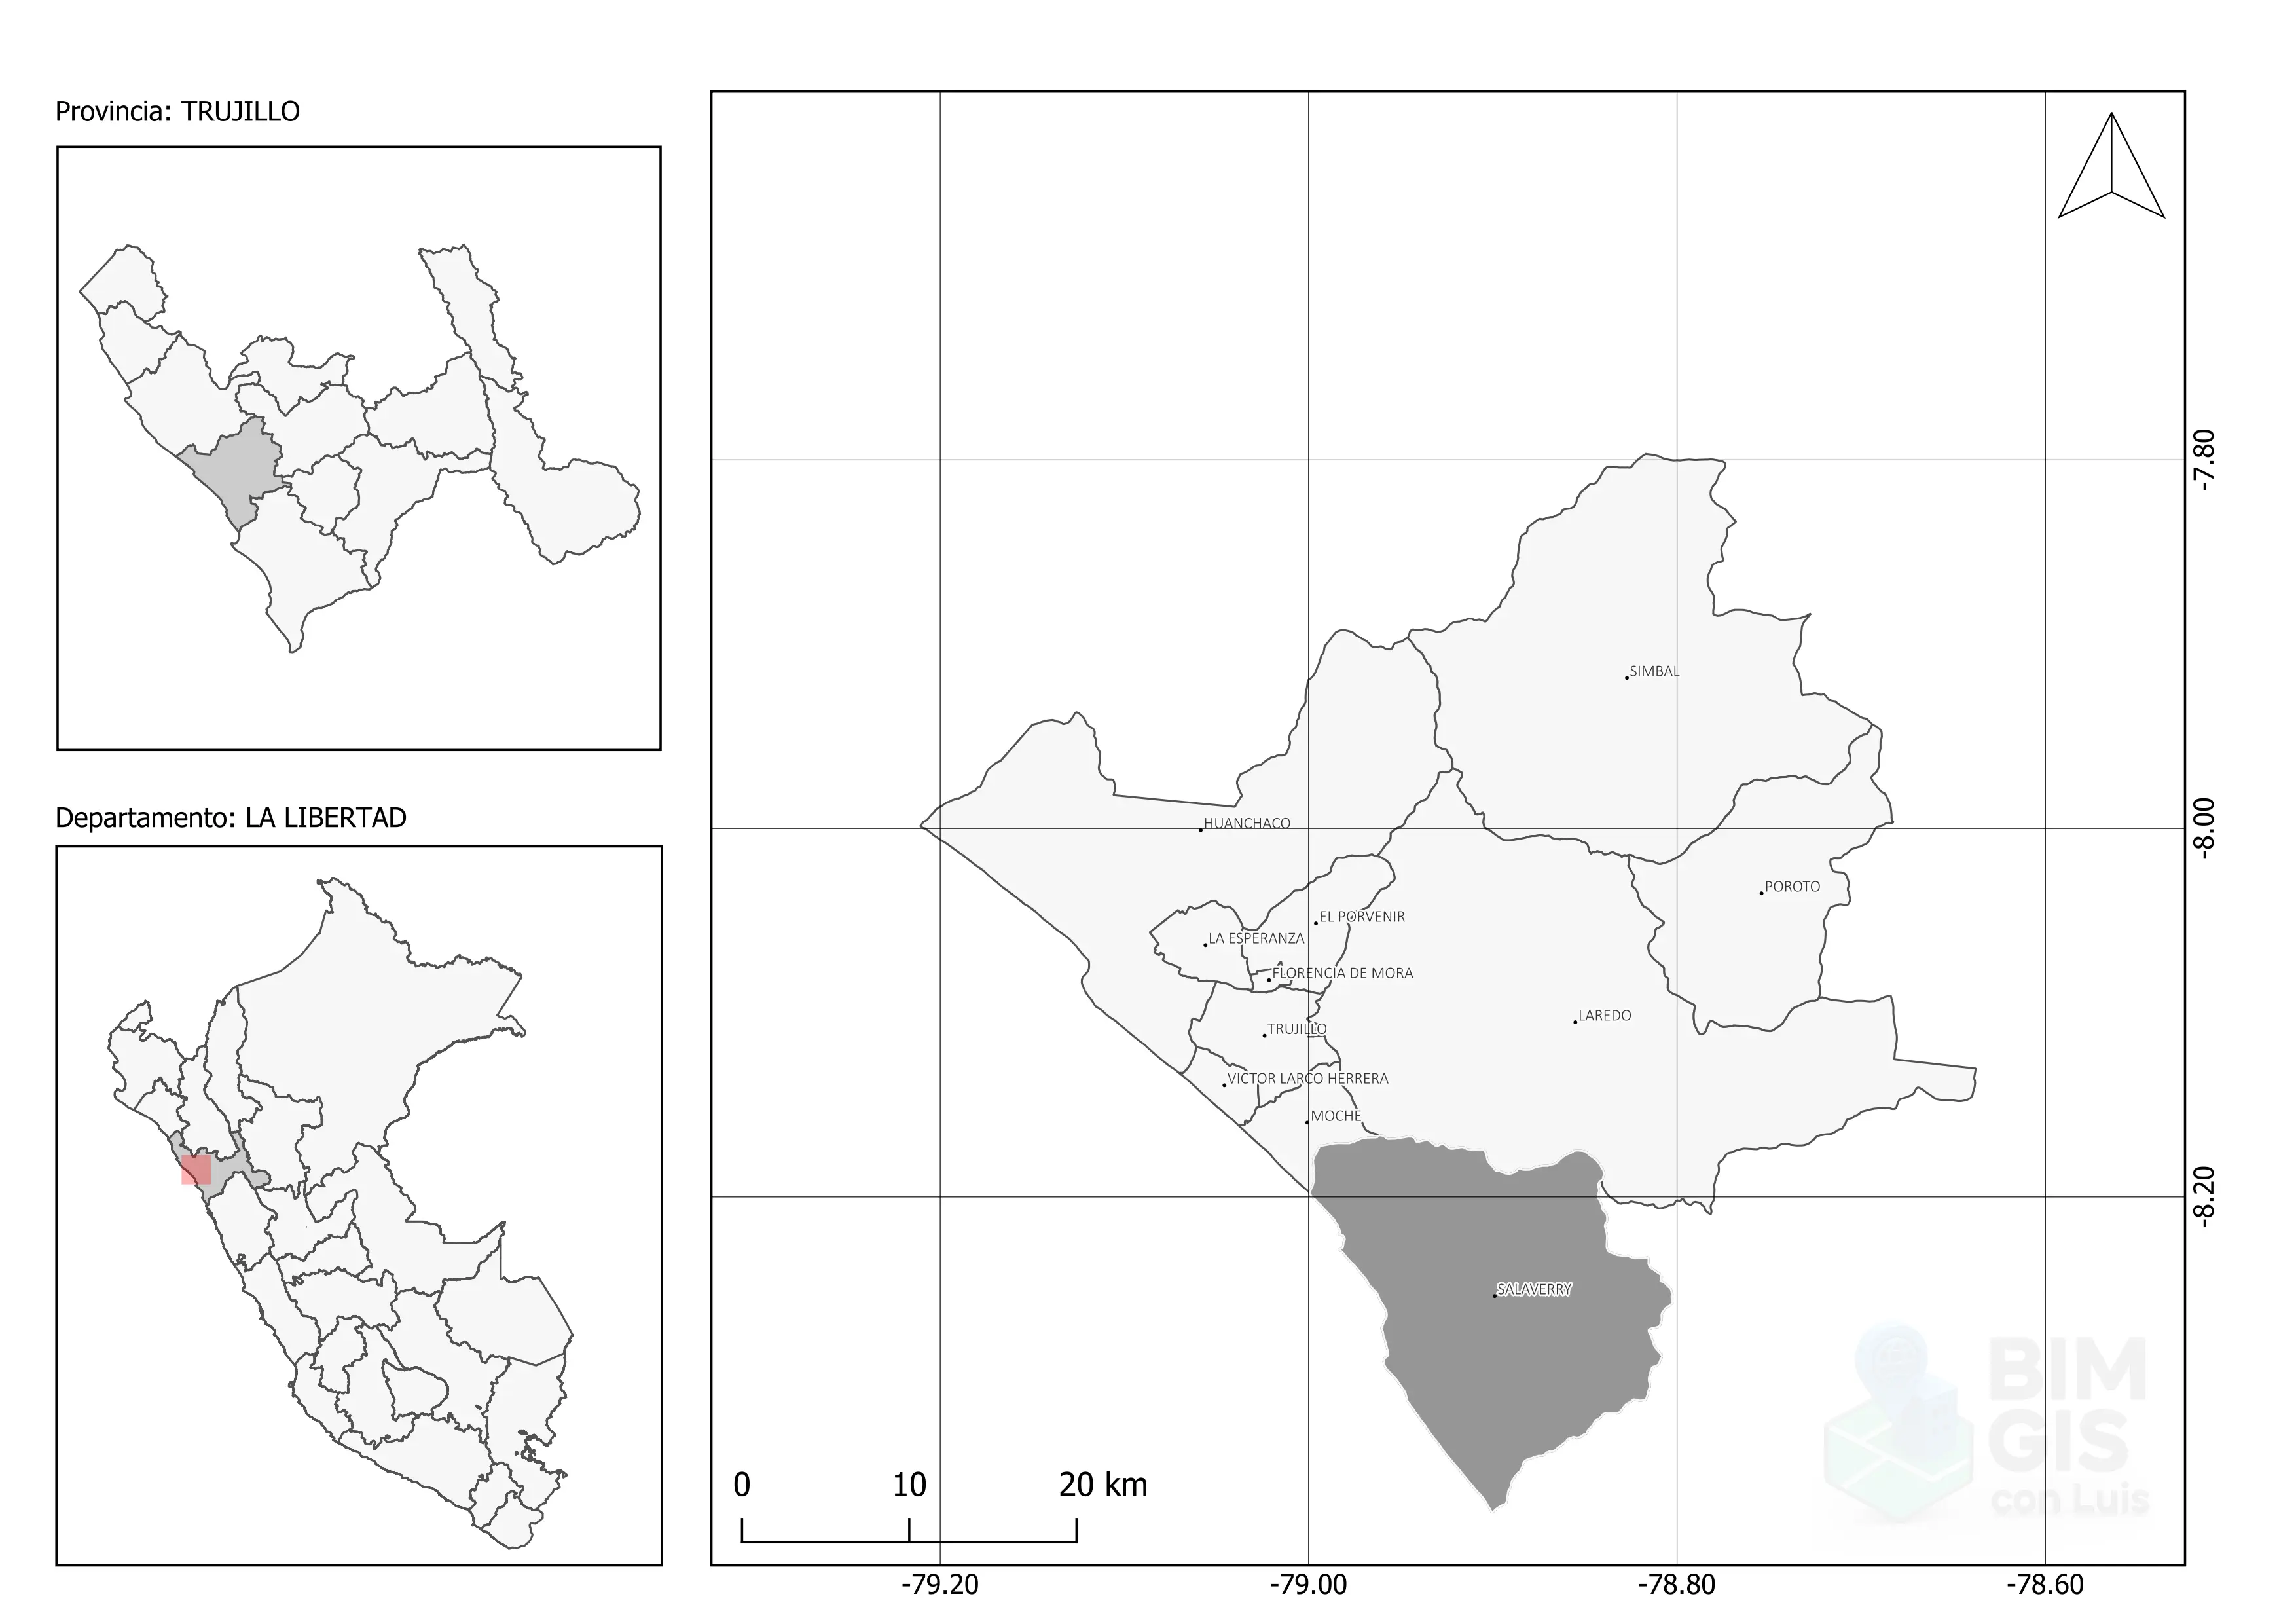 Provincia: TRUJILLO
Departamento: LA LIBERTAD
SIMBAL
HUANCHACO
POROTO
EL PORVENIR
LA ESPERANZA
FLORENCIA DE MORA
LAREDO
TRUJILLO
VICTOR LARCO HERRERA
MOCHE
SALAVERRY
-7.80
-8.00
-8.20
0 10 20 km
BIM
GIS
con Luis
-79.20 -79.00 -78.80 -78.60